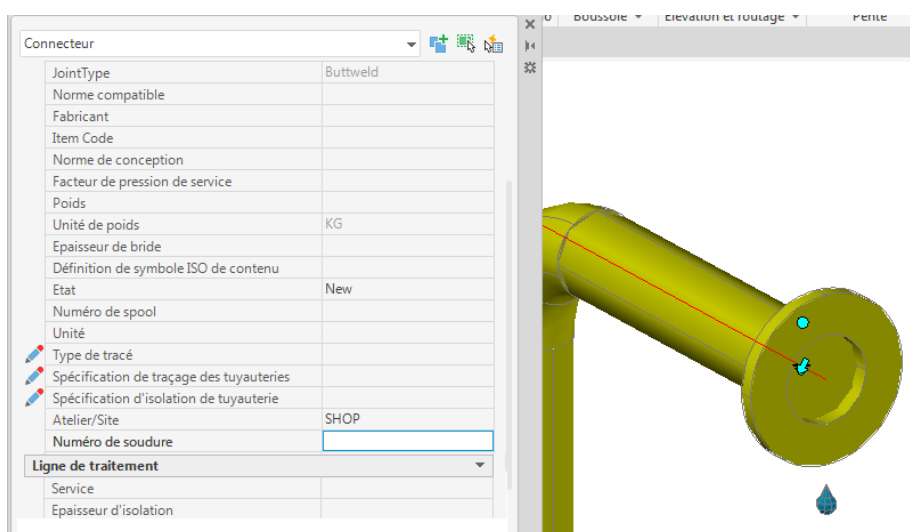 Boussole
Elévation et routage
Pente
Connecteur
JointType Buttweld
Norme compatible
Fabricant
Item Code
Norme de conception
Facteur de pression de service
Poids
Unité de poids KG
Epaisseur de bride
Définition de symbole ISO de contenu
Etat New
Numéro de spool
Unité
Type de tracé
Spécification de traçage des tuyauteries
Spécification d'isolation de tuyauterie
Atelier/Site SHOP
Numéro de soudure
Ligne de traitement
Service
Epaisseur d'isolation